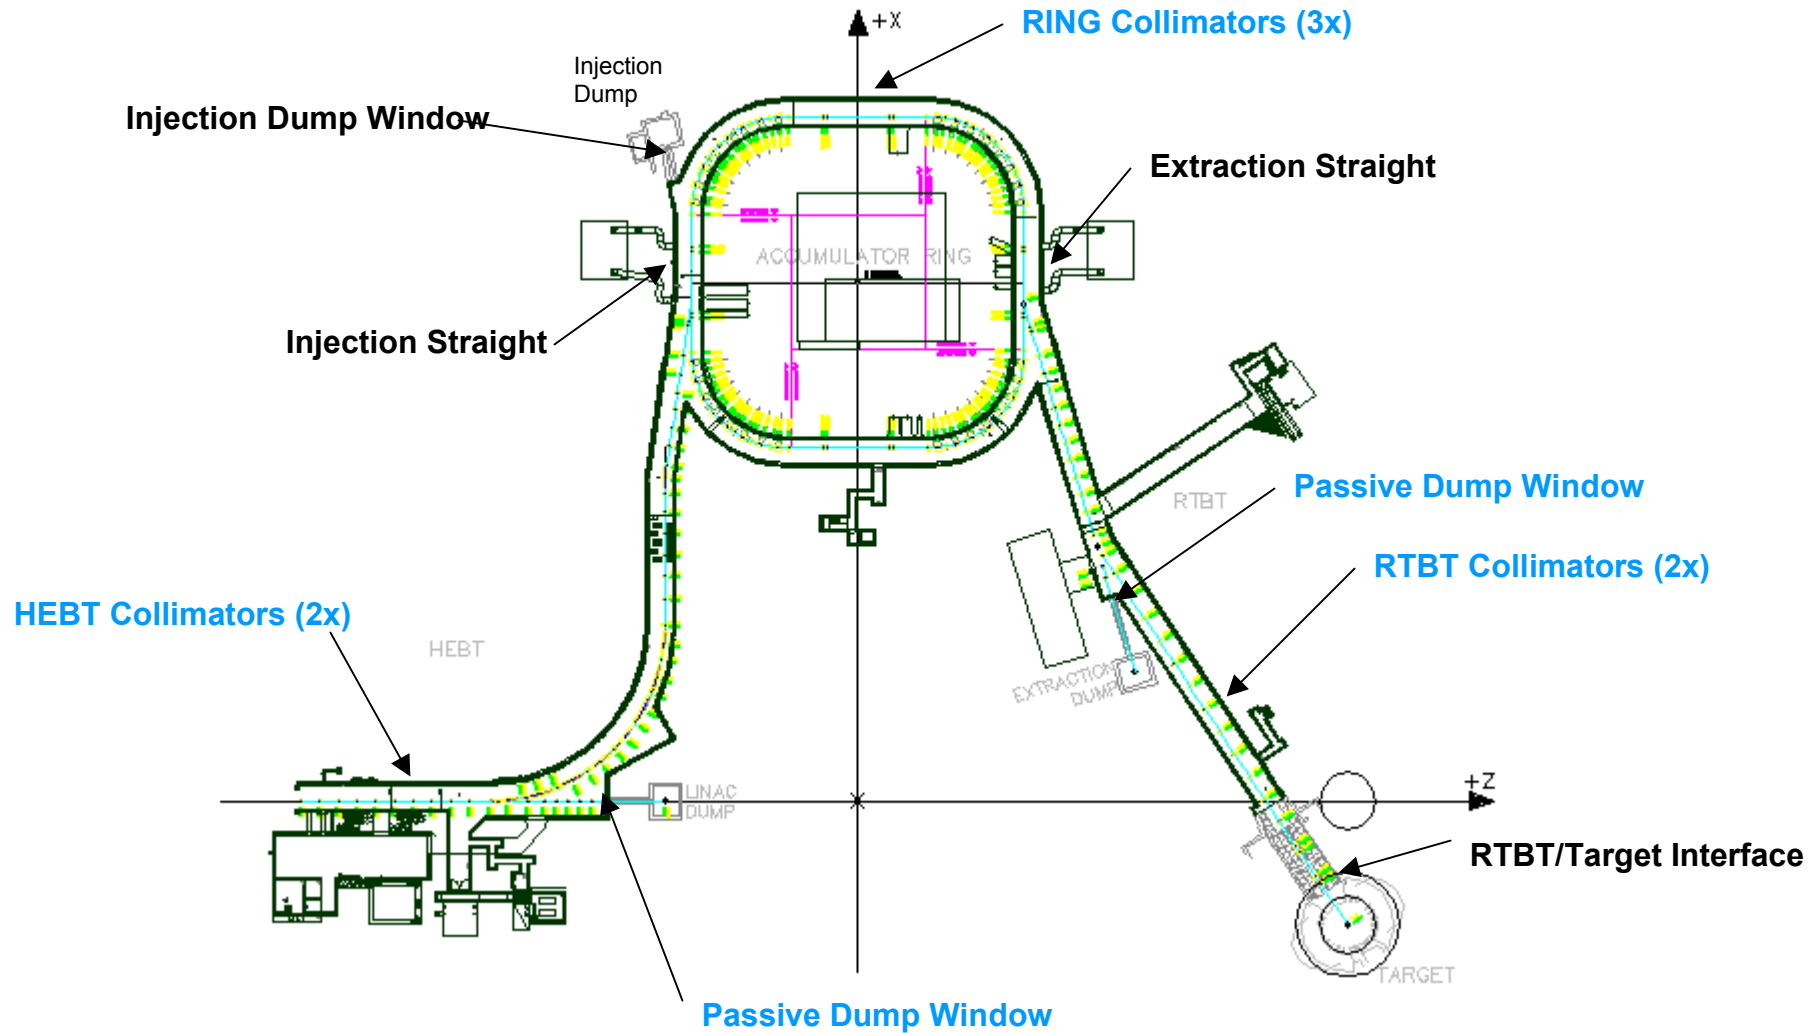 RING Collimators (3x)
+X
Injection
Dump
Injection Dump Window
Extraction Straight
ACCUMULATOR RING
Injection Straight
Passive Dump Window
RTBT
RTBT Collimators (2x)
HEBT Collimators (2x)
HEBT
EXTRACTION
DUMP
+Z
LINAC
DUMP
RTBT/Target Interface
TARGET
Passive Dump Window